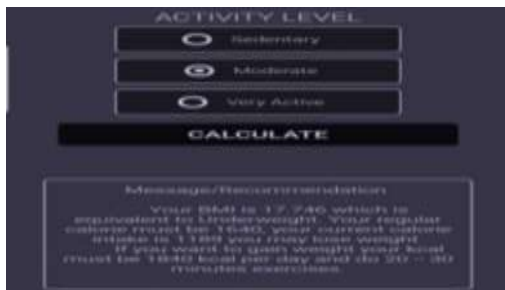 ACTIVITY LEVEL
Sedentary
Moderate
Very Active
CALCULATE
Message/Recommendation
Your BMI is 17.746 which is
equivalent to Underweight. Your regular
calorie must be 1640, your current calorie
intake is 1189 you may lose weight
If you want to gain weight your kcal
must be 1840 kcal per day and do 20 – 30
minutes exercises.